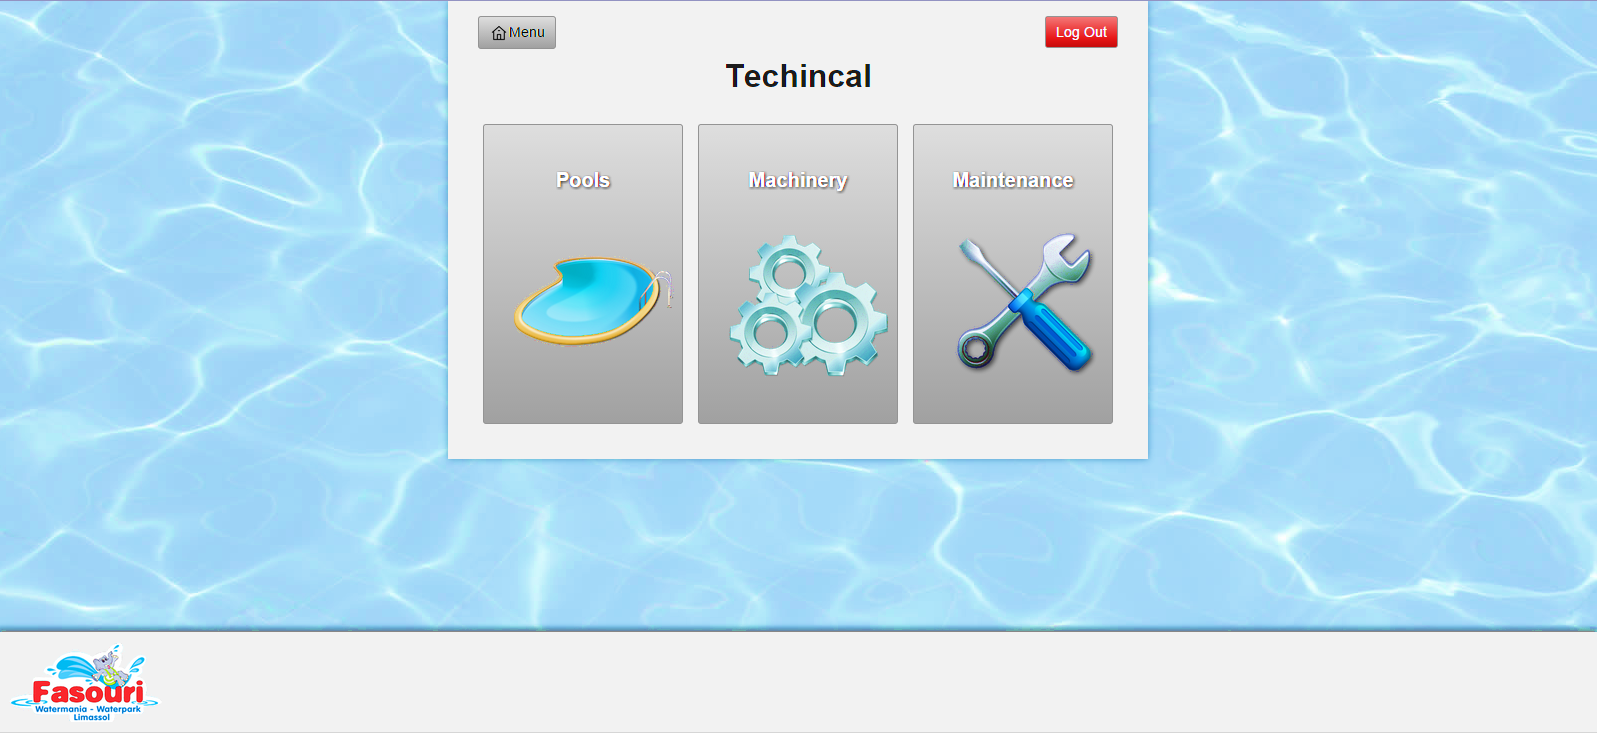 Menu
Log Out
Techincal
Pools
Machinery
Maintenance
Fasouri
Watermania - Waterpark
Limassol